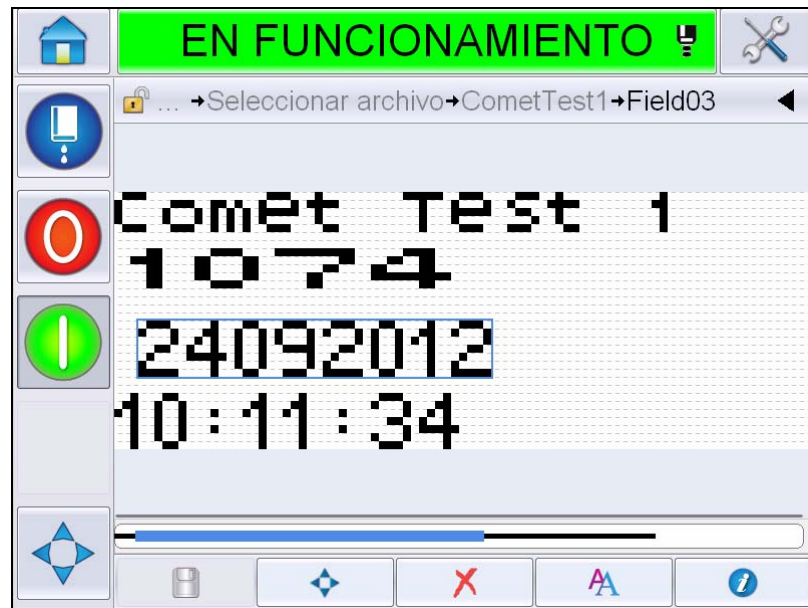 EN FUNCIONAMIENTO
... →Seleccionar archivo→CometTest1→Field03
Comet Test 1
1074
24092012
10:11:34